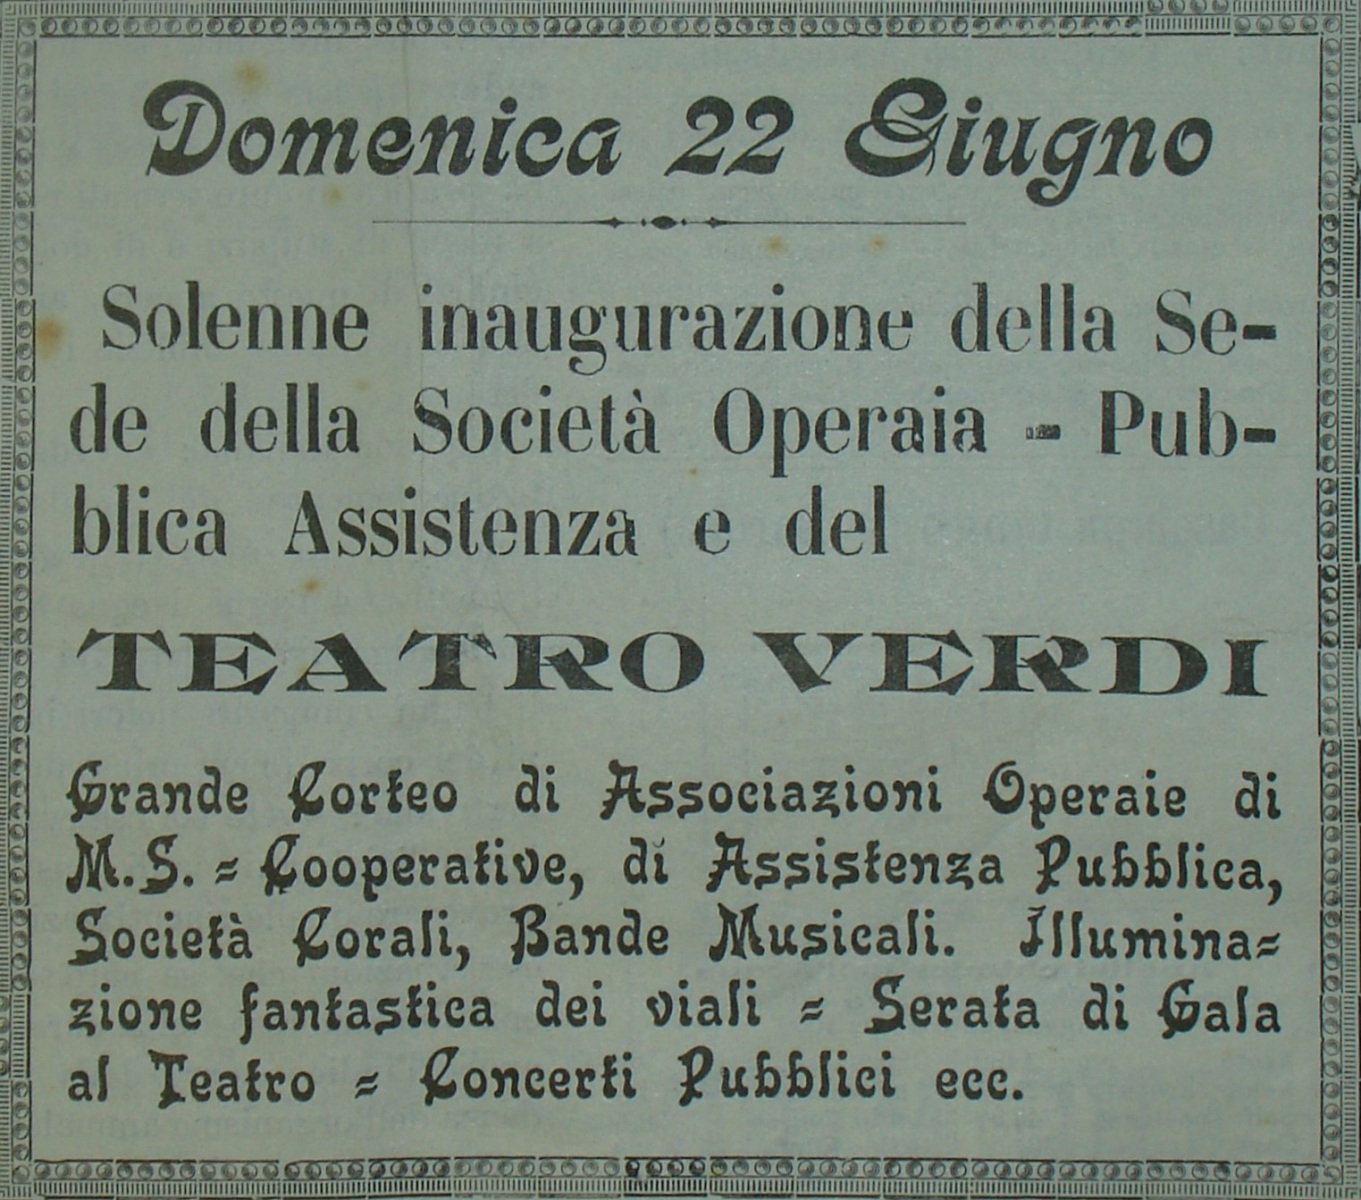 Domenica 22 Giugno
Solenne inaugurazione della Se-
de della Società Operaia - Pub-
blica Assistenza e del
TEATRO VERDI
Grande Corteo di Associazioni Operaie di
M.S. = Cooperative, di Assistenza Pubblica,
Società Corali, Bande Musicali. Illumina=
zione fantastica dei viali = Serata di Gala
al Teatro = Concerti Pubblici ecc.